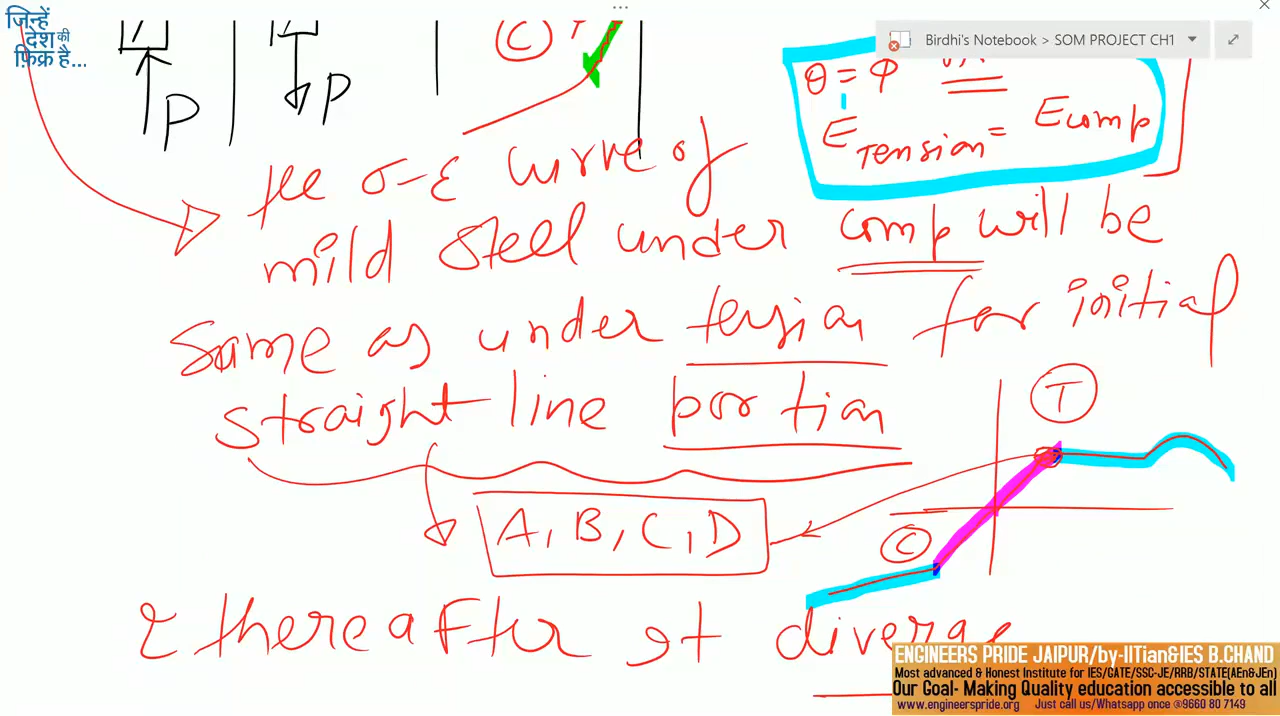 जिन्हें
देश की
फ़िक्र है...
Birdhi's Notebook > SOM PROJECT CH1
P
P
C
θ = φ
E Tension = E comp
the σ-ε curve of
mild steel under comp will be
same as under tension for initial
straight line portion
T
A, B, C, D
C
& thereafter it diverge
ENGINEERS PRIDE JAIPUR/by-IITian&IES B.CHAND
Most advanced & Honest Institute for IES/GATE/SSC-JE/RRB/STATE(AEn&JEn)
Our Goal- Making Quality education accessible to all
www.engineerspride.org Just call us/Whatsapp once @9660 80 7149